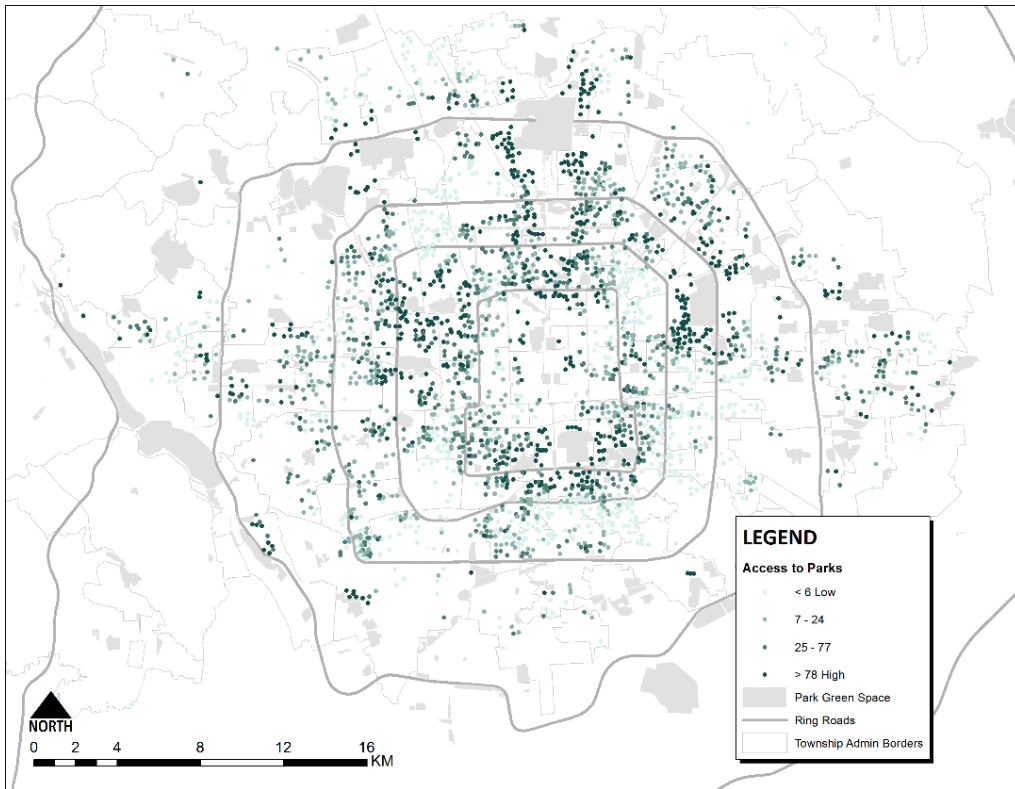 LEGEND
Access to Parks
< 6 Low
7 - 24
25 - 77
> 78 High
Park Green Space
Ring Roads
Township Admin Borders
NORTH
0 2 4 8 12 16
KM